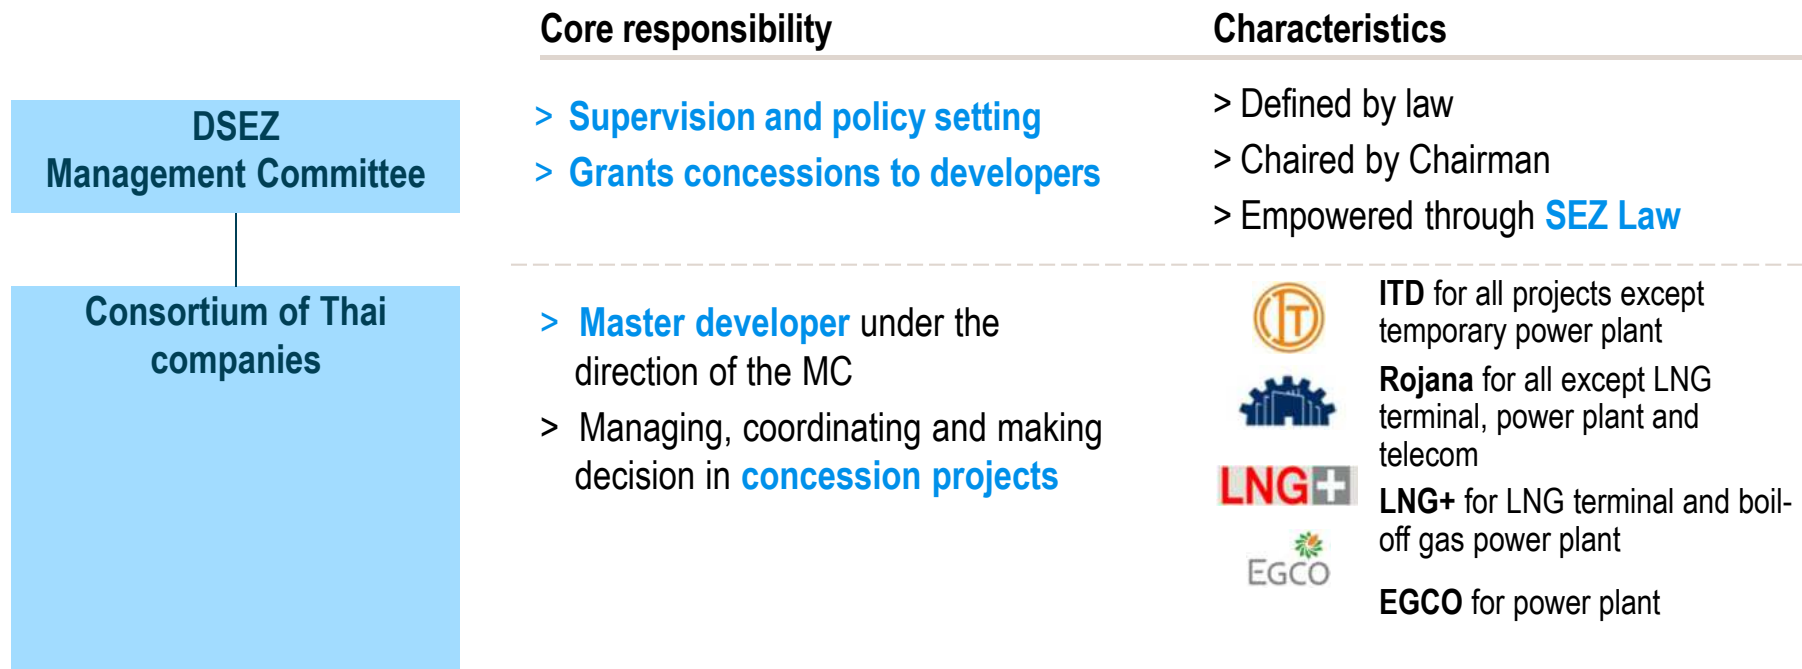 Core responsibility
Characteristics
DSEZ
Management Committee
> Supervision and policy setting
> Grants concessions to developers
> Defined by law
> Chaired by Chairman
> Empowered through SEZ Law
Consortium of Thai
companies
> Master developer under the
direction of the MC
> Managing, coordinating and making
decision in concession projects
IT
ITD for all projects except
temporary power plant
Rojana for all except LNG
terminal, power plant and
telecom
LNG+
LNG+ for LNG terminal and boil-
off gas power plant
EGCO
EGCO for power plant